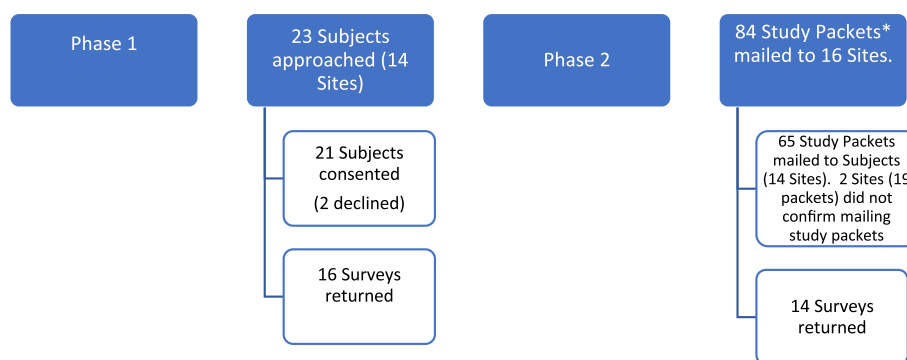 Phase 1
23 Subjects
approached (14
Sites)
21 Subjects
consented
(2 declined)
16 Surveys
returned
Phase 2
84 Study Packets*
mailed to 16 Sites.
65 Study Packets
mailed to Subjects
(14 Sites). 2 Sites (19
packets) did not
confirm mailing
study packets
14 Surveys
returned